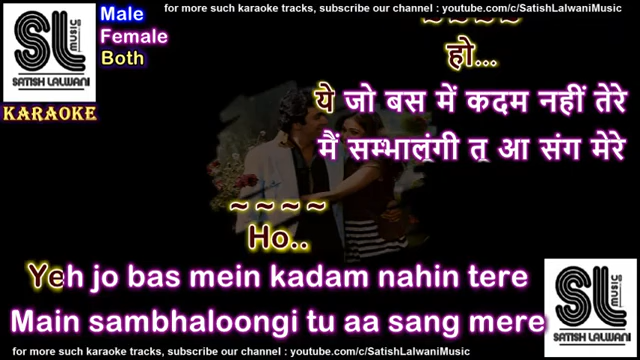 for more such karaoke tracks, subscribe our channel : youtube.com/c/SatishLalwaniMusic
SL
MUSIC
SATISH LALWANI
KARAOKE
Male
Female
Both
~ ~ ~ ~
हो...
ये जो बस में कदम नहीं तेरे
मैं सम्भालूंगी तू आ संग मेरे
~ ~ ~ ~
Ho..
Yeh jo bas mein kadam nahin tere
Main sambhaloongi tu aa sang mere
SL
MUSIC
SATISH LALWANI
for more such karaoke tracks, subscribe our channel : youtube.com/c/SatishLalwaniMusic